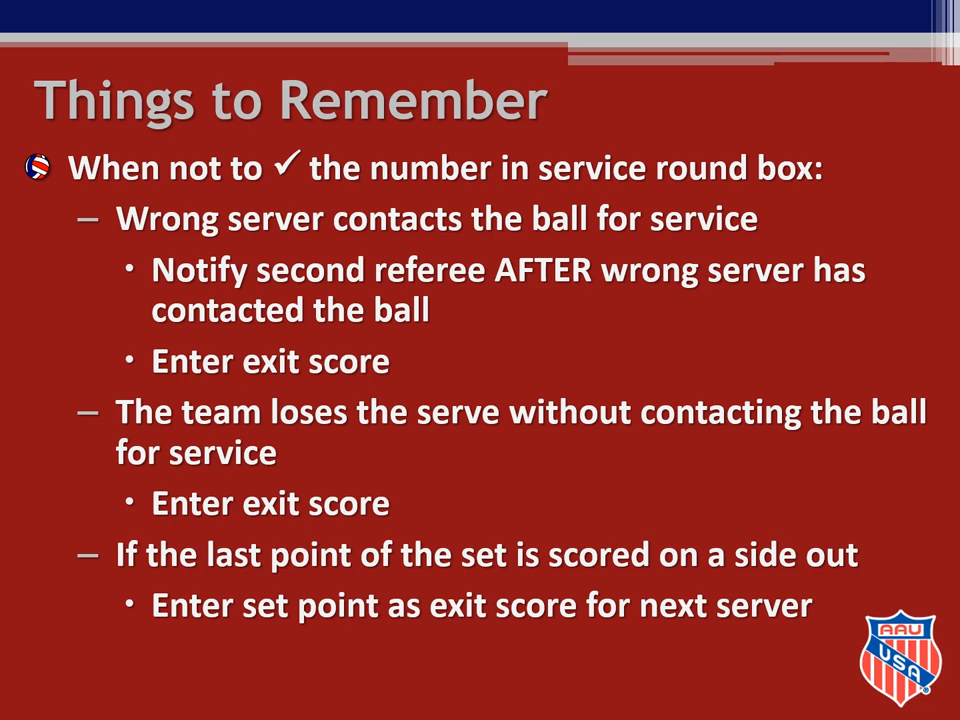 Things to Remember
When not to ✓ the number in service round box:
– Wrong server contacts the ball for service
• Notify second referee AFTER wrong server has
contacted the ball
• Enter exit score
– The team loses the serve without contacting the ball
for service
• Enter exit score
– If the last point of the set is scored on a side out
• Enter set point as exit score for next server
AAU
USA
®